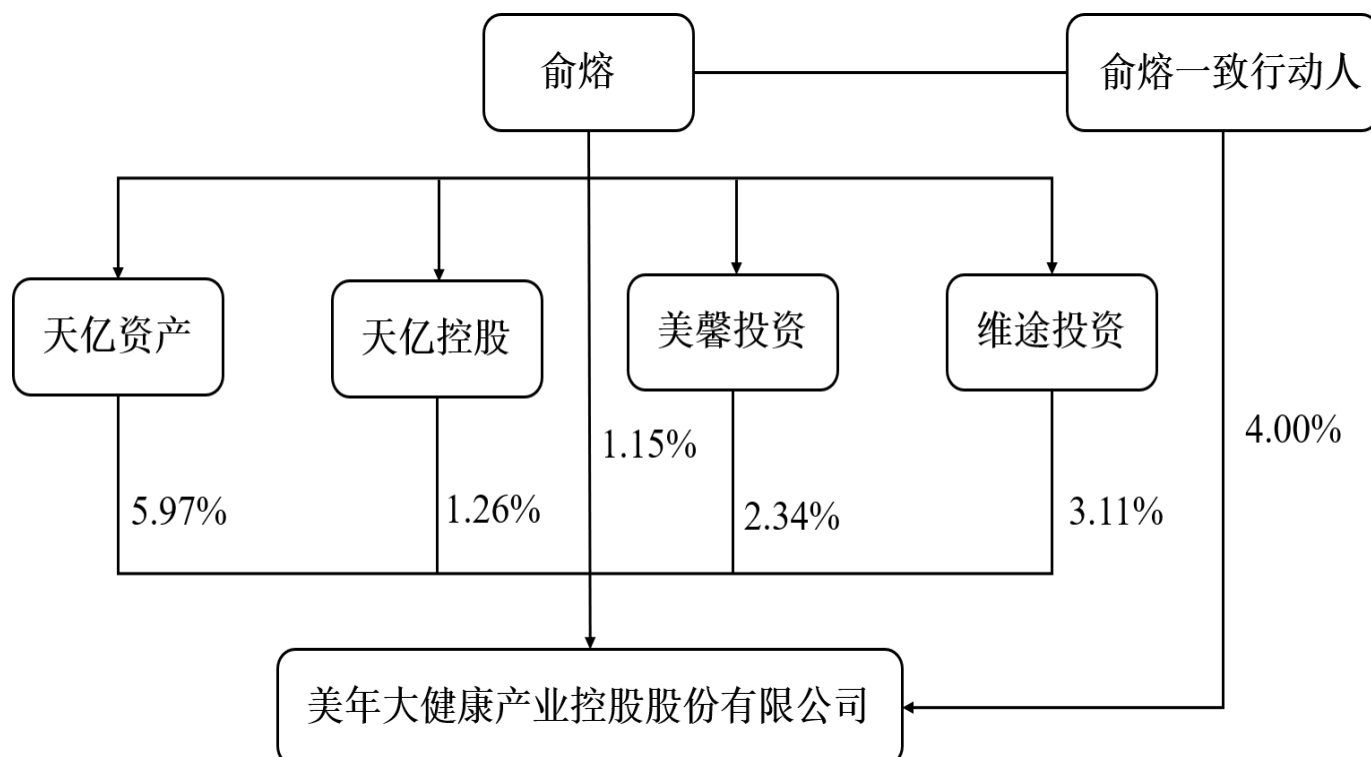 俞熔
俞熔一致行动人
天亿资产
天亿控股
美馨投资
维途投资
5.97%
1.26%
1.15%
2.34%
3.11%
4.00%
美年大健康产业控股股份有限公司